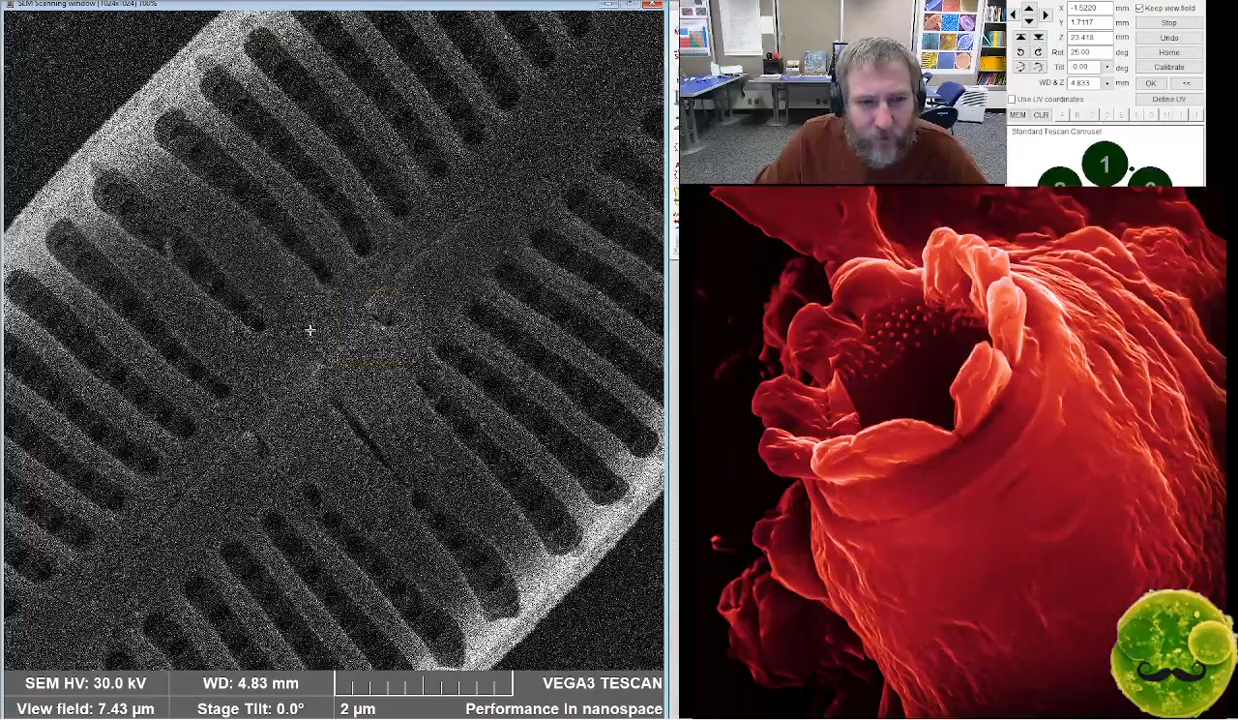 SEM Scanning window [1024x1024] 100%
SEM HV: 30.0 kV
WD: 4.83 mm
VEGA3 TESCAN
View field: 7.43 µm
Stage Tilt: 0.0°
2 µm
Performance in nanospace
X
-1.5220
mm
Keep view field
Y
1.7117
mm
Stop
Z
23.418
mm
Undo
Rot
25.00
deg
Home
Tilt
-0.00
deg
Calibrate
WD & Z
4.833
mm
OK
<<
Use UV coordinates
Define UV
MEM
CLR
Standard Tescan Carousel
1